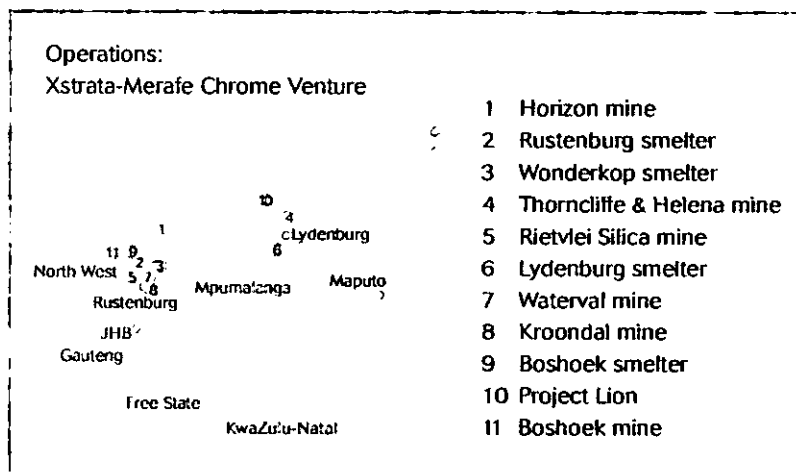 Operations:
Xstrata-Merafe Chrome Venture
1 Horizon mine
2 Rustenburg smelter
3 Wonderkop smelter
4 Thorncliffe & Helena mine
5 Rietvlei Silica mine
6 Lydenburg smelter
7 Waterval mine
8 Kroondal mine
9 Boshoek smelter
10 Project Lion
11 Boshoek mine
10
4
1
Lydenburg
6
11 9
2
3
North West
5 7
8
Rustenburg
Mpumalanga
Maputo
JHB
Gauteng
Free State
KwaZulu-Natal